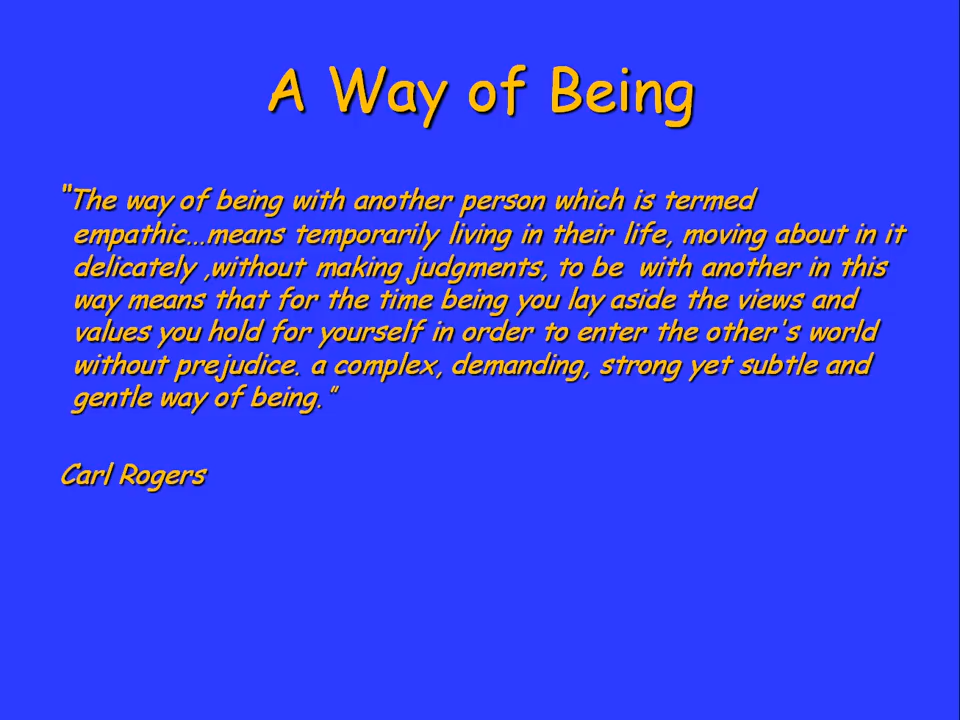 A Way of Being
"The way of being with another person which is termed
empathic...means temporarily living in their life, moving about in it
delicately ,without making judgments, to be with another in this
way means that for the time being you lay aside the views and
values you hold for yourself in order to enter the other's world
without prejudice. a complex, demanding, strong yet subtle and
gentle way of being."
Carl Rogers